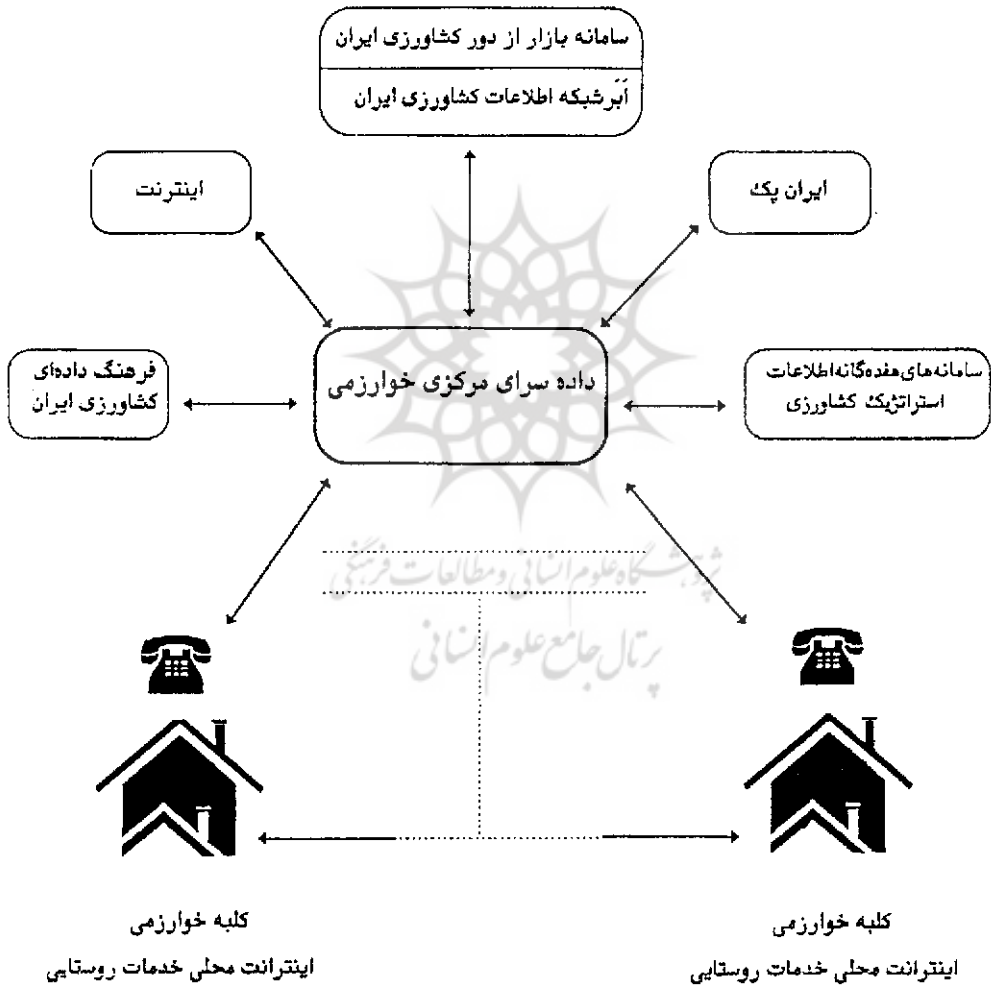 سامانه بازار از دور کشاورزی ایران
اَبَرشبکه اطلاعات کشاورزی ایران
ایران پک
اینترنت
سامانه‌های هفده‌گانه اطلاعات
استراتژیک کشاورزی
داده سرای مرکزی خوارزمی
فرهنگ داده‌ای
کشاورزی ایران
پژوهشگاه علوم انسانی و مطالعات فرهنگی
پرتال جامع علوم انسانی
کلبه خوارزمی
اینترانت محلی خدمات روستایی
کلبه خوارزمی
اینترانت محلی خدمات روستایی